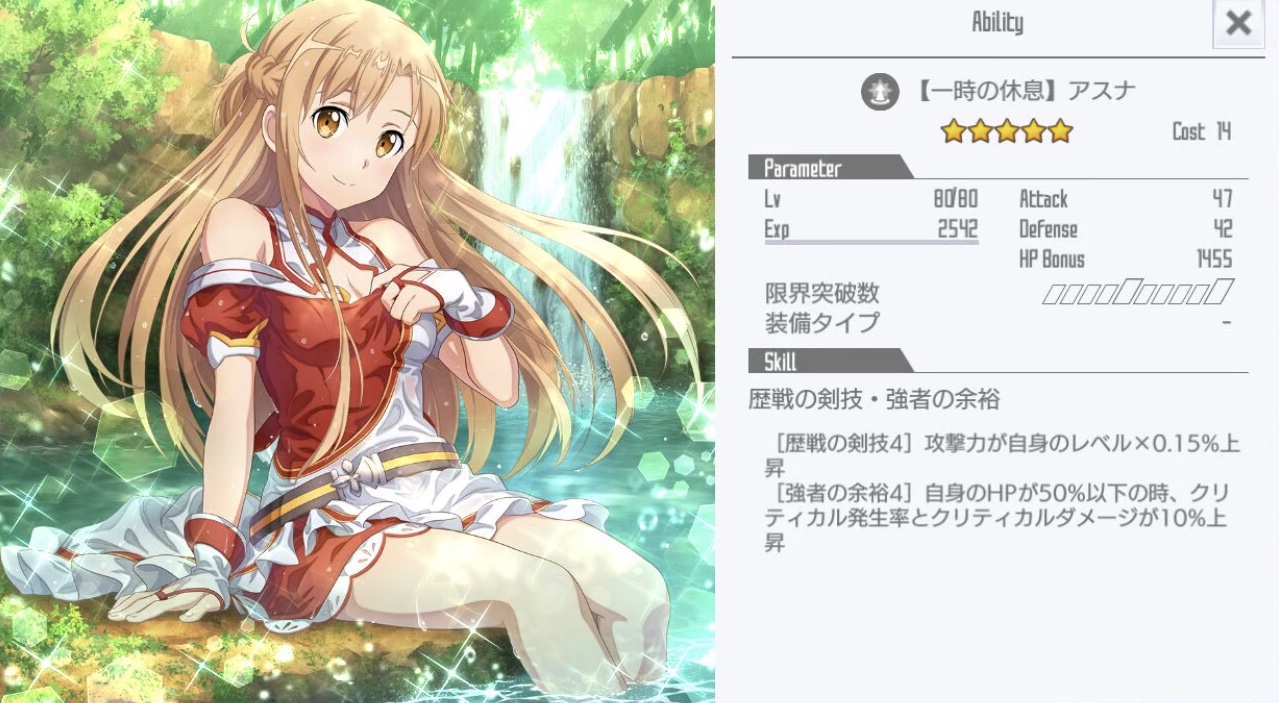 Ability
【一時の休息】アスナ
Cost 14
Parameter
Lv 80/80 Attack 47
Exp 2542 Defense 42
HP Bonus 1455
限界突破数
装備タイプ -
Skill
歴戦の剣技・強者の余裕
［歴戦の剣技4］攻撃力が自身のレベル×0.15%上
昇
［強者の余裕4］自身のHPが50%以下の時、クリ
ティカル発生率とクリティカルダメージが10%上
昇